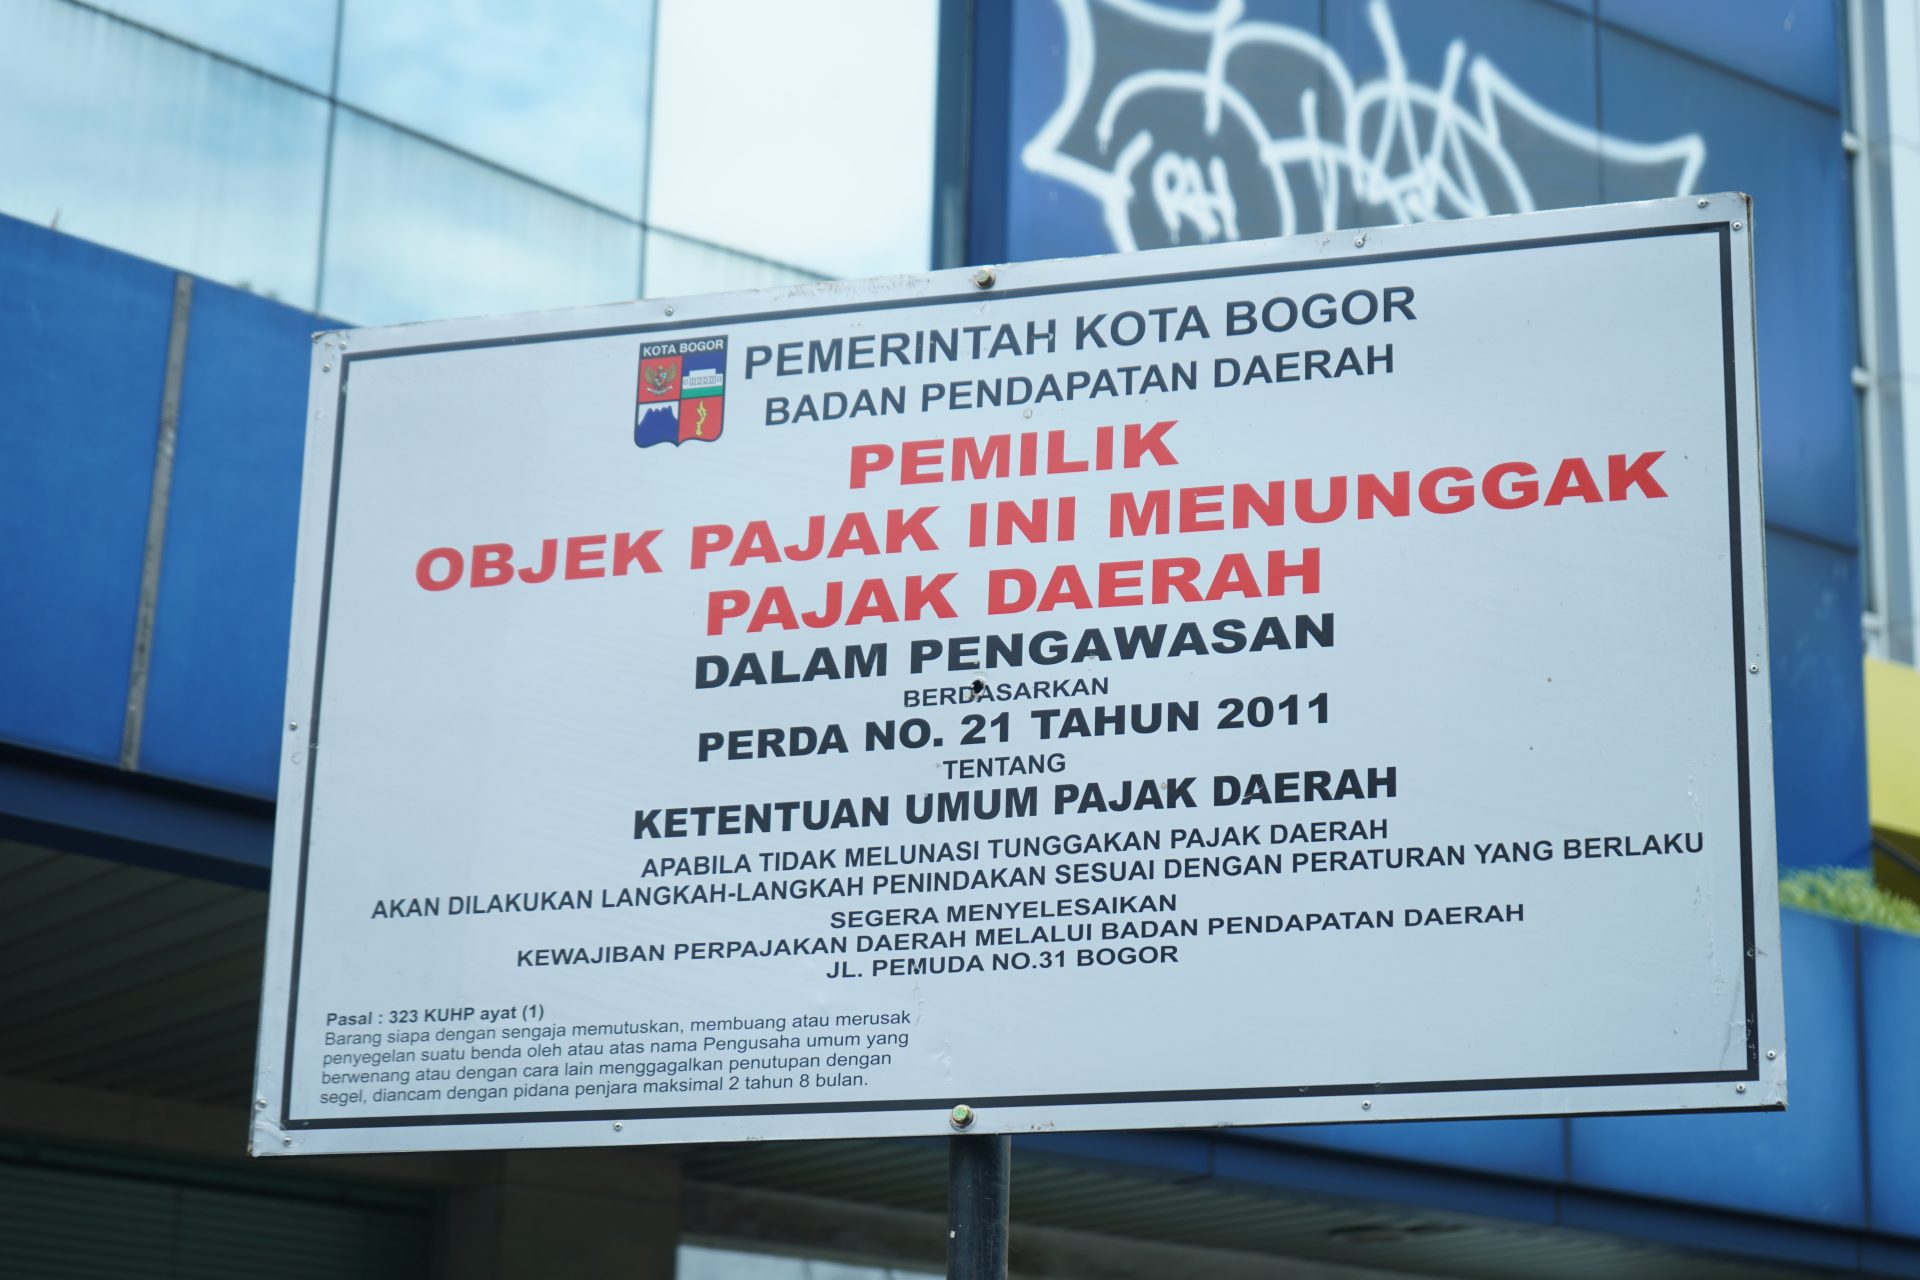 RH
KOTA BOGOR
PEMERINTAH KOTA BOGOR
BADAN PENDAPATAN DAERAH
PEMILIK
OBJEK PAJAK INI MENUNGGAK
PAJAK DAERAH
DALAM PENGAWASAN
BERDASARKAN
PERDA NO. 21 TAHUN 2011
TENTANG
KETENTUAN UMUM PAJAK DAERAH
APABILA TIDAK MELUNASI TUNGGAKAN PAJAK DAERAH
AKAN DILAKUKAN LANGKAH-LANGKAH PENINDAKAN SESUAI DENGAN PERATURAN YANG BERLAKU
SEGERA MENYELESAIKAN
KEWAJIBAN PERPAJAKAN DAERAH MELALUI BADAN PENDAPATAN DAERAH
JL. PEMUDA NO.31 BOGOR
Pasal : 323 KUHP ayat (1)
Barang siapa dengan sengaja memutuskan, membuang atau merusak
penyegelan suatu benda oleh atau atas nama Pengusaha umum yang
berwenang atau dengan cara lain menggagalkan penutupan dengan
segel, diancam dengan pidana penjara maksimal 2 tahun 8 bulan.